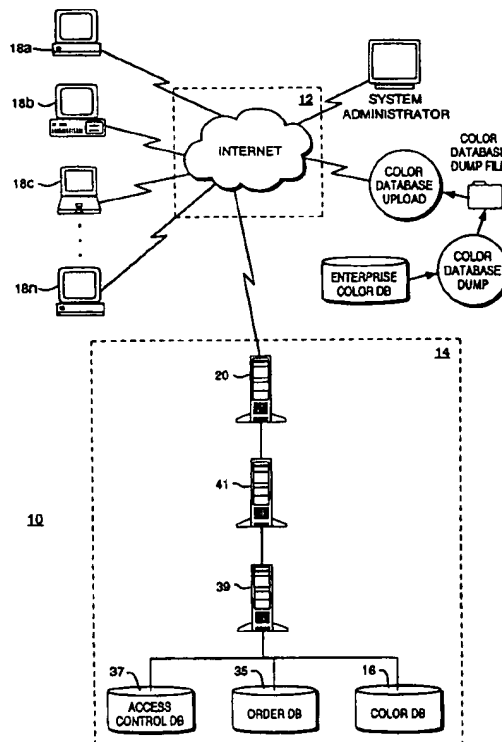 18a
18b
18c
18n
12
INTERNET
SYSTEM
ADMINISTRATOR
COLOR
DATABASE
UPLOAD
COLOR
DATABASE
DUMP FILE
ENTERPRISE
COLOR DB
COLOR
DATABASE
DUMP
14
20
41
10
39
37
ACCESS
CONTROL DB
35
ORDER DB
16
COLOR DB